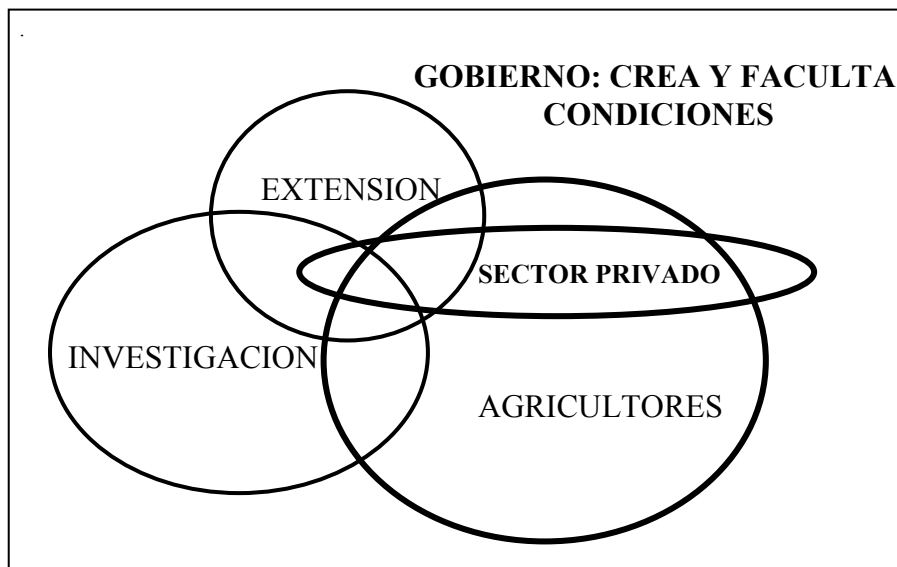 GOBIERNO: CREA Y FACULTA
CONDICIONES
EXTENSION
SECTOR PRIVADO
INVESTIGACION
AGRICULTORES